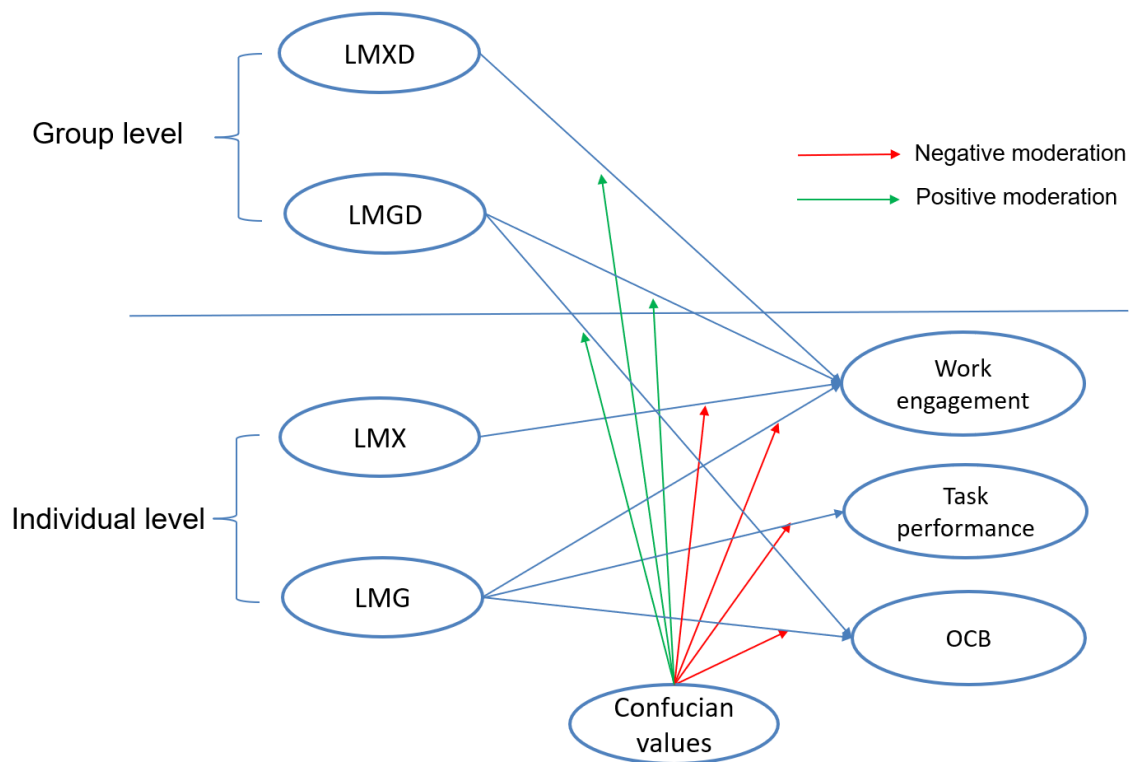 LMXD
Group level
Negative moderation
Positive moderation
LMGD
Work
engagement
LMX
Individual level
Task
performance
LMG
OCB
Confucian
values